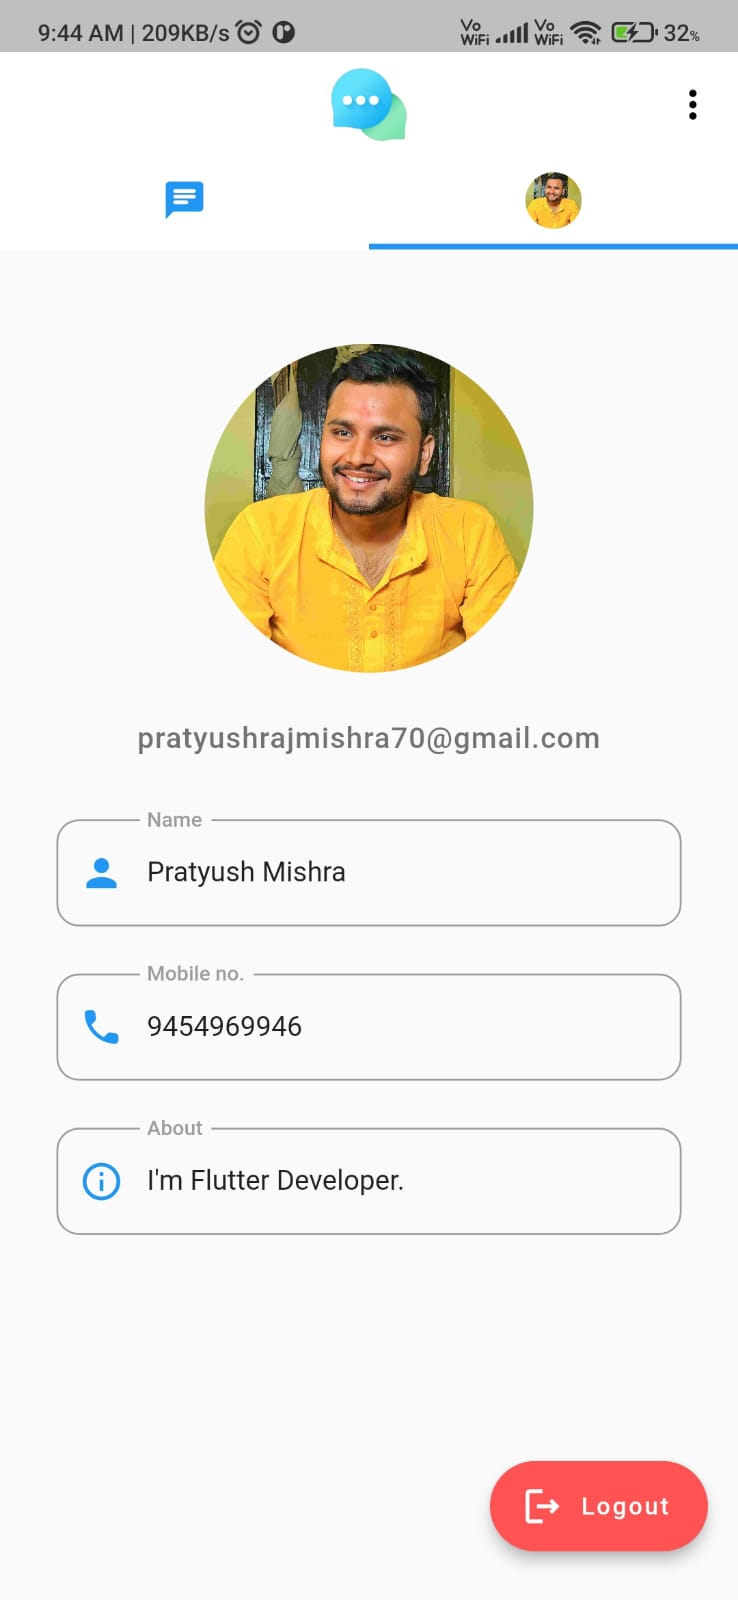 9:44 AM | 209KB/s Vo WiFi Vo WiFi 32%
pratyushrajmishra70@gmail.com
Name
Pratyush Mishra
Mobile no.
9454969946
About
I'm Flutter Developer.
Logout